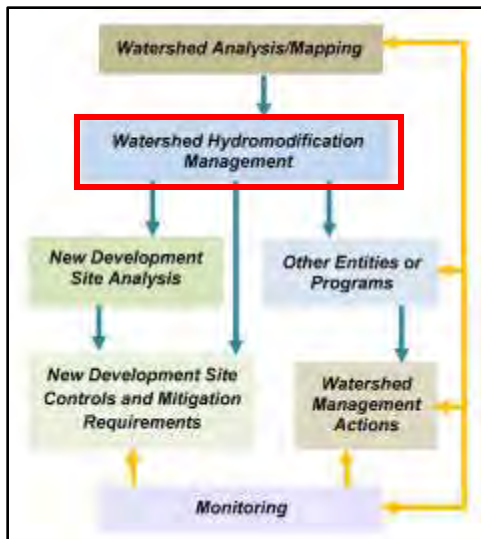 Watershed Analysis/Mapping
Watershed Hydromodification
Management
New Development
Site Analysis
Other Entities or
Programs
New Development Site
Controls and Mitigation
Requirements
Watershed
Management
Actions
Monitoring